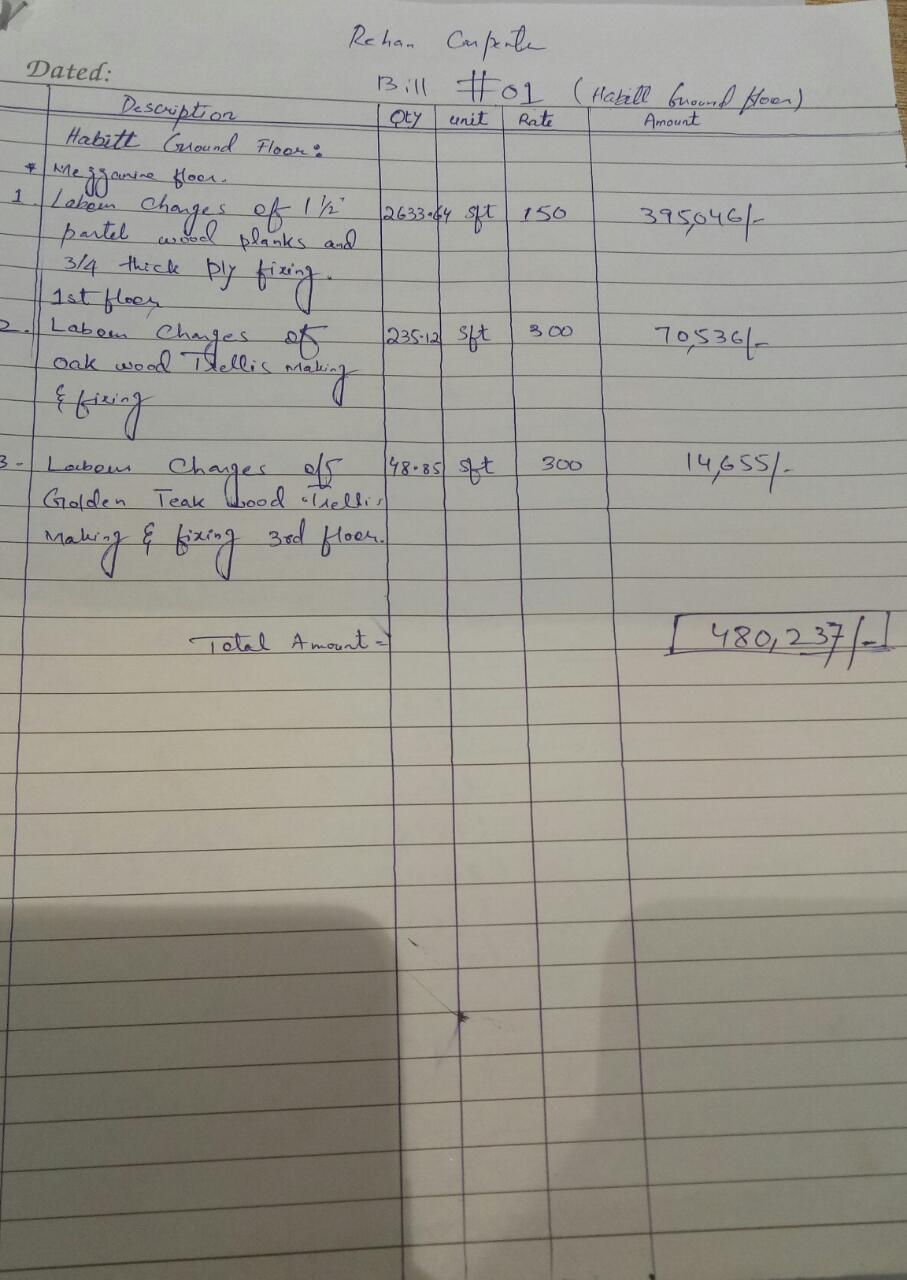 Rehan Carpenter
Dated:
Bill #01 (Habitt Ground floor)
Description Qty unit Rate Amount
Habitt Ground Floor:
* Mezzanine floor.
1 Labour Charges of 1 1/2" 2633.64 sft 150 395,046/-
partel wood planks and
3/4 thick ply fixing.
1st floor
2. Labour Charges of 235.12 sft 300 70,536/-
oak wood Trellis Making
& fixing
3- Labour Charges of 48.85 sft 300 14,655/-
Golden Teak Wood Trellis
Making & fixing 3rd floor.
Total Amount = 480,237/-